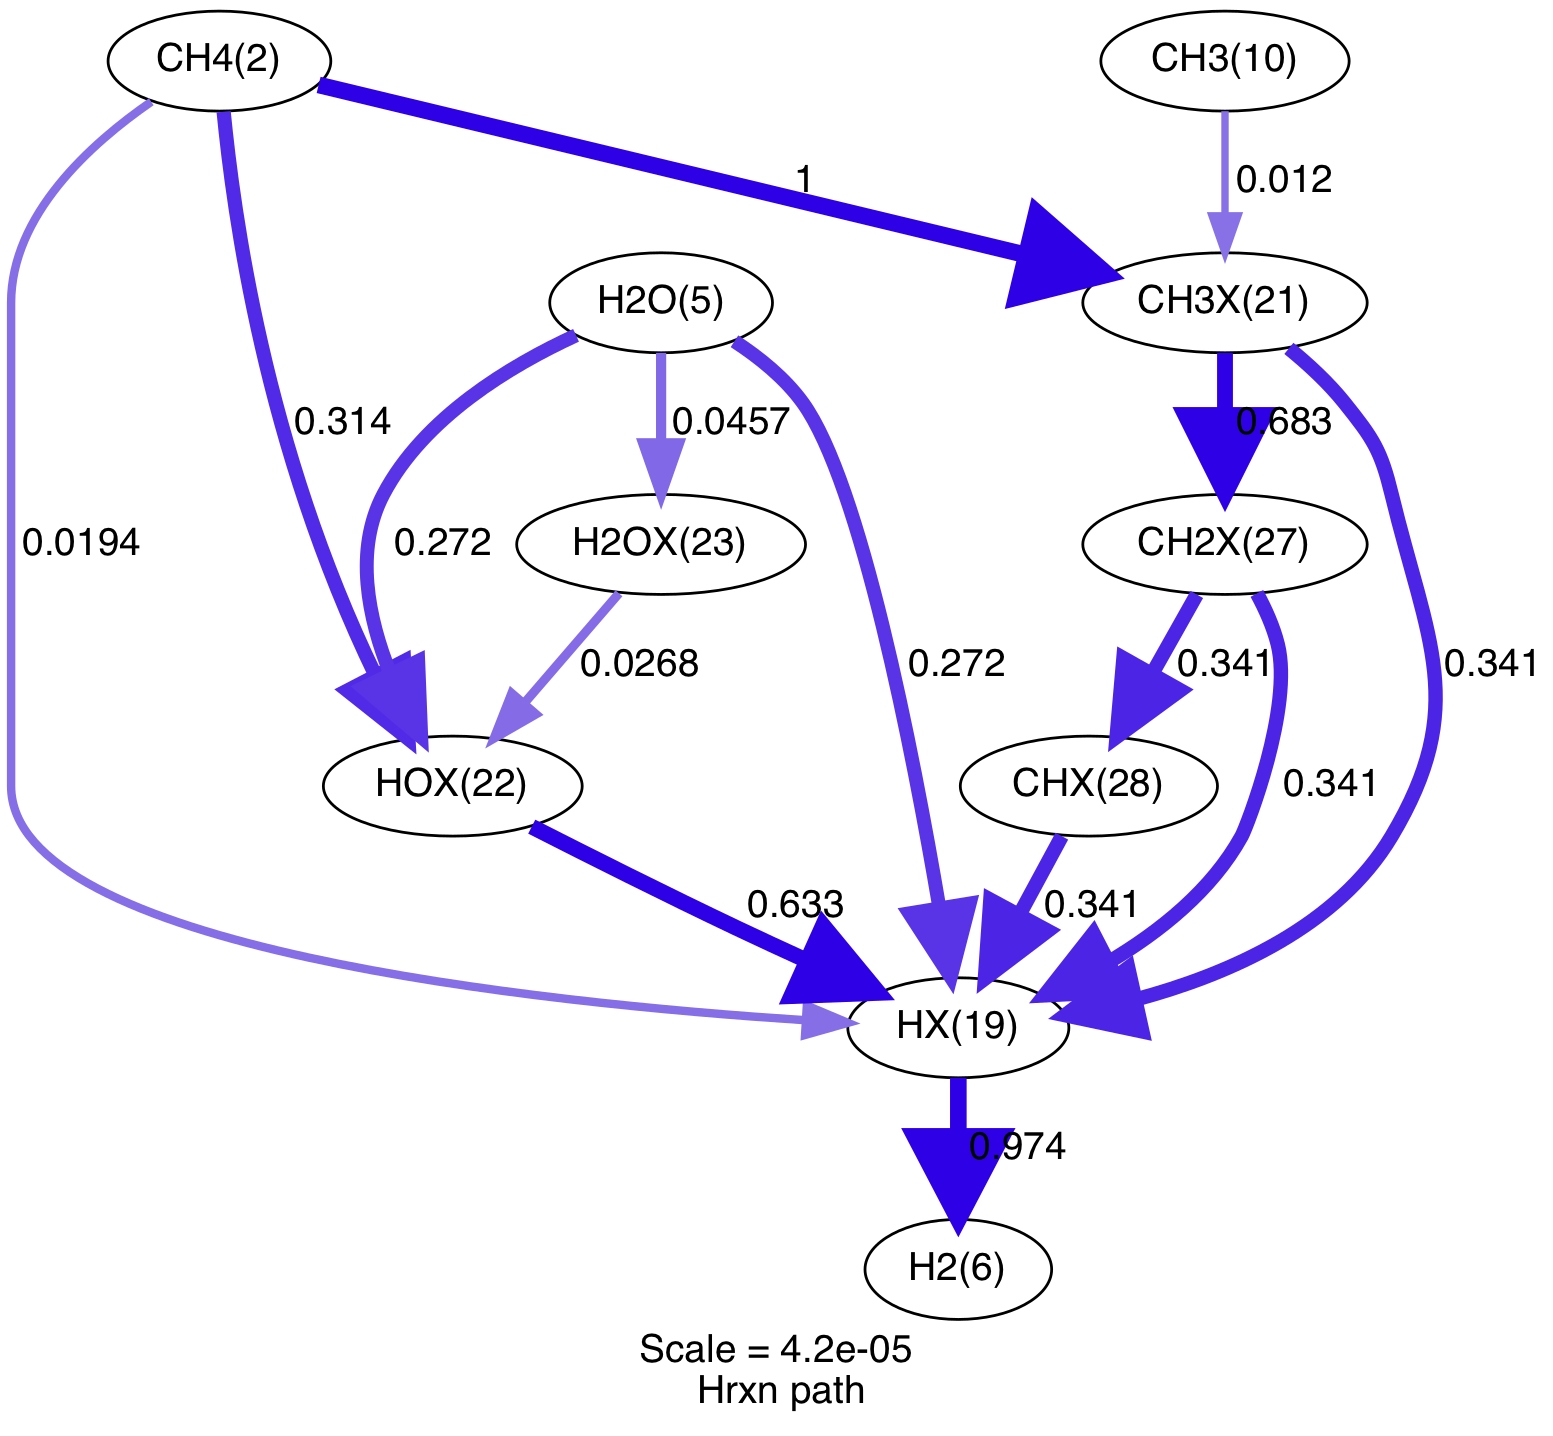 CH4(2)
CH3(10)
1
0.012
H2O(5)
CH3X(21)
0.314
0.0457
0.683
0.0194
0.272
H2OX(23)
CH2X(27)
0.0268
0.272
0.341
0.341
HOX(22)
CHX(28)
0.341
0.633
0.341
HX(19)
0.974
H2(6)
Scale = 4.2e-05
Hrxn path